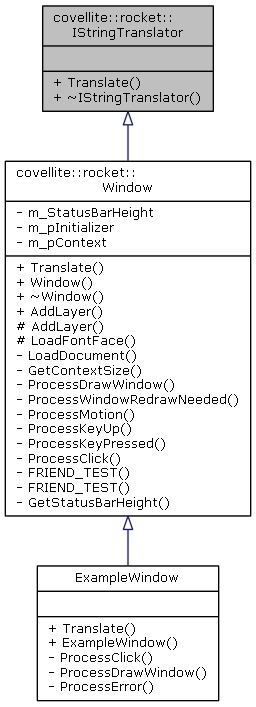 covellite::rocket::
IStringTranslator
+ Translate()
+ ~IStringTranslator()
covellite::rocket::
Window
- m_StatusBarHeight
- m_pInitializer
- m_pContext
+ Translate()
+ Window()
+ ~Window()
+ AddLayer()
# AddLayer()
# LoadFontFace()
- LoadDocument()
- GetContextSize()
- ProcessDrawWindow()
- ProcessWindowRedrawNeeded()
- ProcessMotion()
- ProcessKeyUp()
- ProcessKeyPressed()
- ProcessClick()
- FRIEND_TEST()
- FRIEND_TEST()
- GetStatusBarHeight()
ExampleWindow
+ Translate()
+ ExampleWindow()
- ProcessClick()
- ProcessDrawWindow()
- ProcessError()